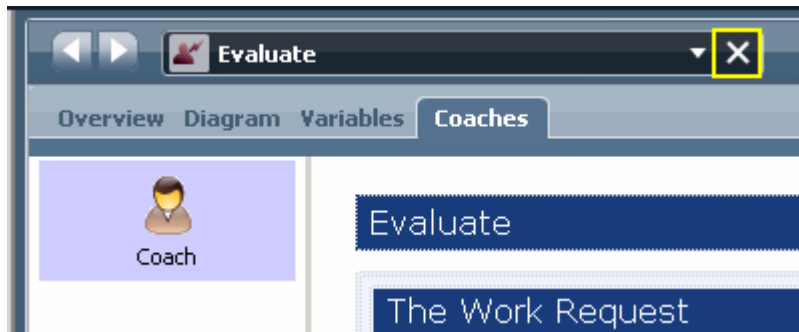 Evaluate
Overview Diagram Variables Coaches
Coach
Evaluate
The Work Request